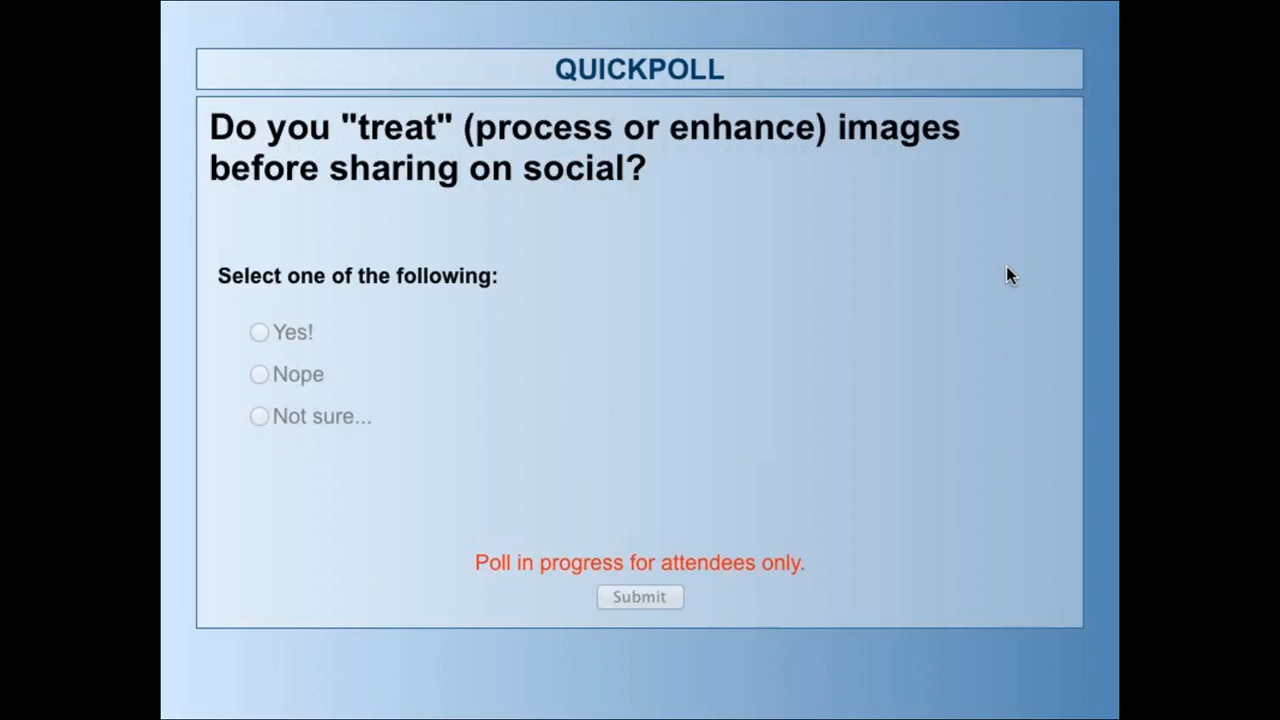 QUICKPOLL
Do you "treat" (process or enhance) images
before sharing on social?
Select one of the following:
Yes!
Nope
Not sure...
Poll in progress for attendees only.
Submit